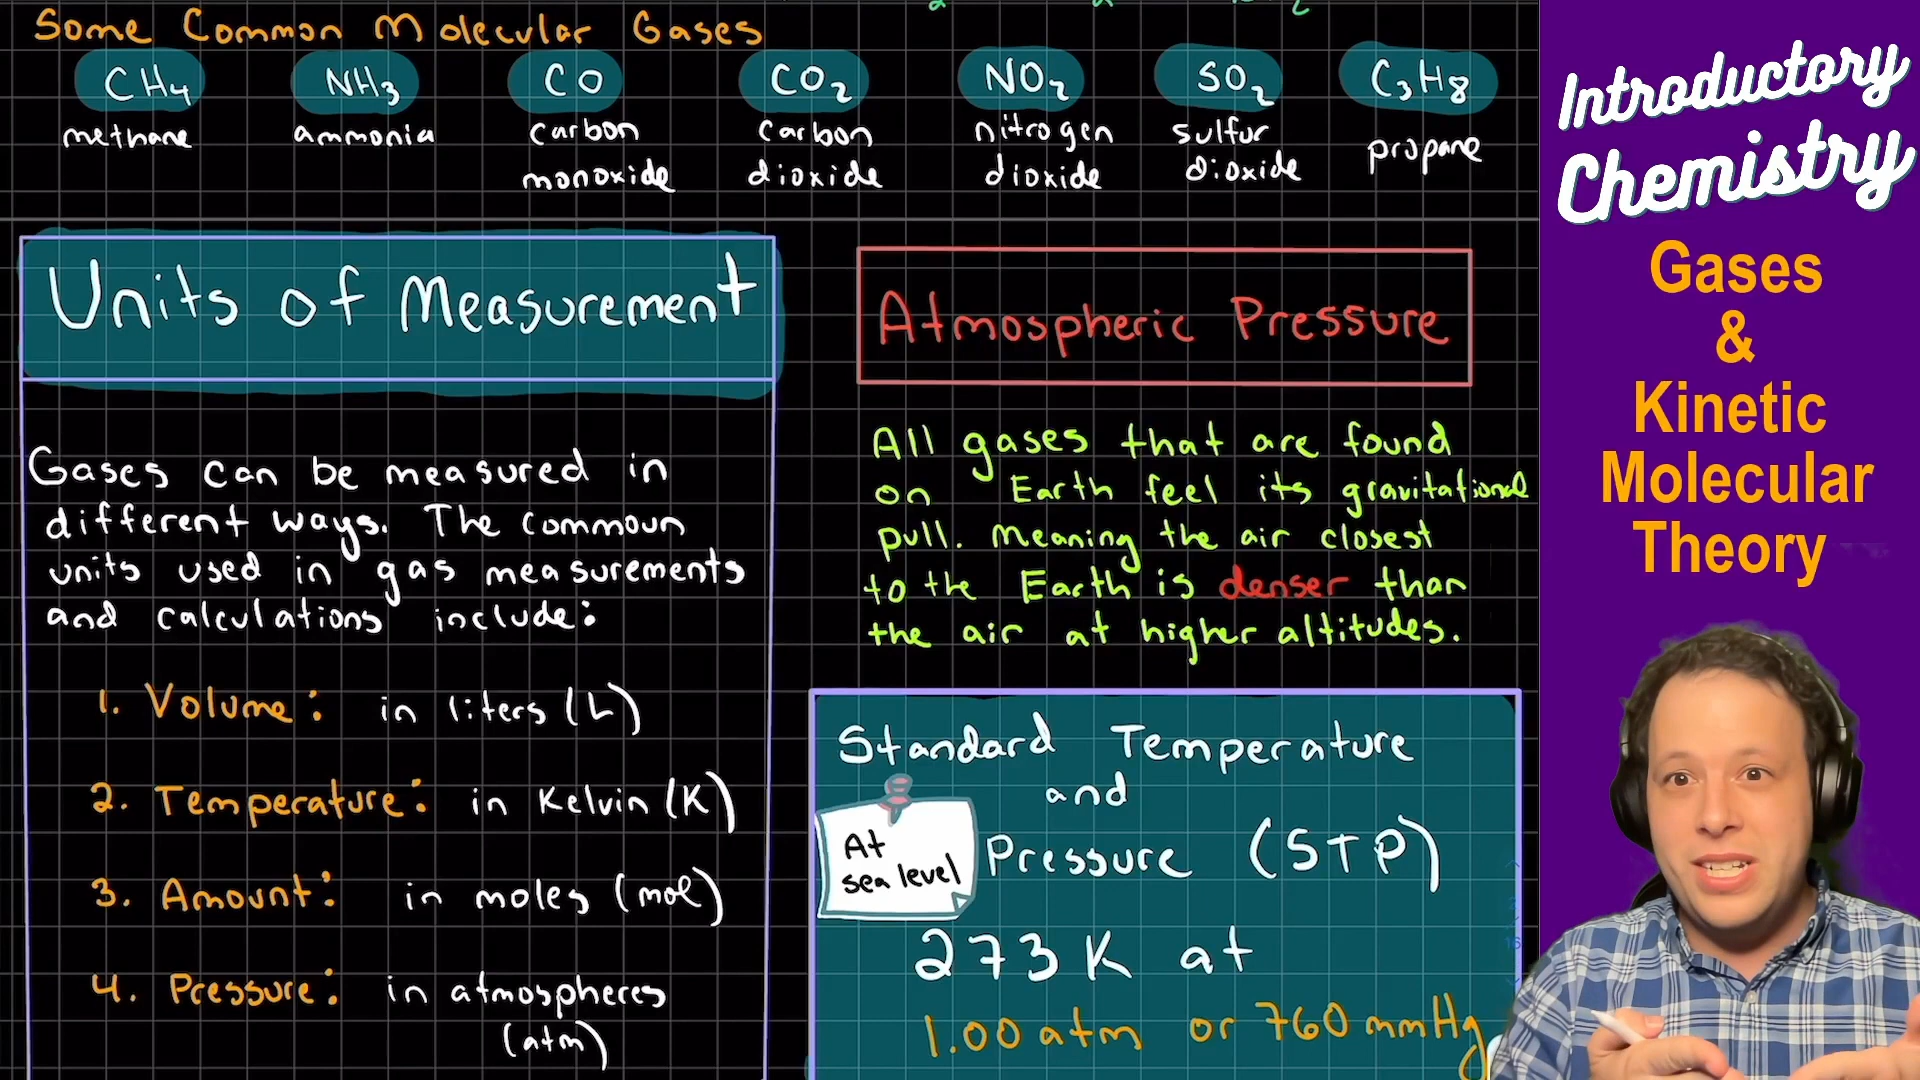 Some Common Molecular Gases
CH4
NH3
CO
CO2
NO2
SO2
C3H8
methane
ammonia
carbon
monoxide
carbon
dioxide
nitrogen
dioxide
sulfur
dioxide
propane
Units of Measurement
Gases can be measured in
different ways. The commoun
units used in gas measurements
and calculations include:
1. Volume: in liters (L)
2. Temperature: in Kelvin (K)
3. Amount: in moles (mol)
4. Pressure: in atmospheres
(atm)
Atmospheric Pressure
All gases that are found
on Earth feel its gravitational
pull. Meaning the air closest
to the Earth is denser than
the air at higher altitudes.
Standard Temperature
and
Pressure (STP)
At
sea level
273 K at
1.00 atm or 760 mmHg
Introductory
Chemistry
Gases
&
Kinetic
Molecular
Theory